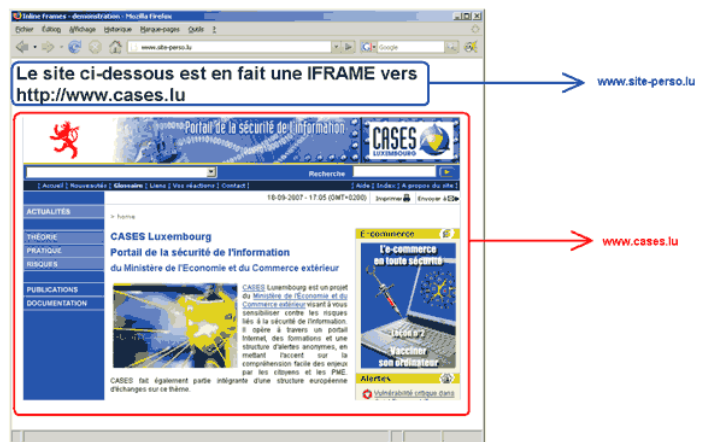 Inline Frames - demonstration - Mozilla Firefox
Fichier Édition Affichage Historique Marque-pages Outils ?
www.site-perso.lu
Google
Le site ci-dessous est en fait une IFRAME vers
http://www.cases.lu
www.site-perso.lu
Portail de la sécurité de l'information
CASES
LUXEMBOURG
Recherche
[ Accueil | Nouveautés | Glossaire | Liens | Vos réactions | Contact ]
[ Aide | Index | A propos du site ]
18-09-2007 - 17:05 (GMT+0200) Imprimer Envoyer à
ACTUALITÉS
> home
THÉORIE
PRATIQUE
RISQUES
PUBLICATIONS
DOCUMENTATION
CASES Luxembourg
Portail de la sécurité de l'information
du Ministère de l'Economie et du Commerce extérieur
CASES Luxembourg est un projet
du Ministère de l'Économie et du
Commerce extérieur visant à vous
sensibiliser contre les risques
liés à la sécurité de l'information.
Il opère à travers un portail
Internet, des formations et une
structure d'alertes anonymes, en
mettant l'accent sur la
compréhension facile des enjeux
par les citoyens et les PME.
CASES fait également partie intégrante d'une structure européenne
d'échanges sur ce thème.
E-commerce
L'e-commerce
en toute sécurité
Leçon n°2
Vacciner
son ordinateur
Alertes
Vulnérabilité critique dans
www.cases.lu